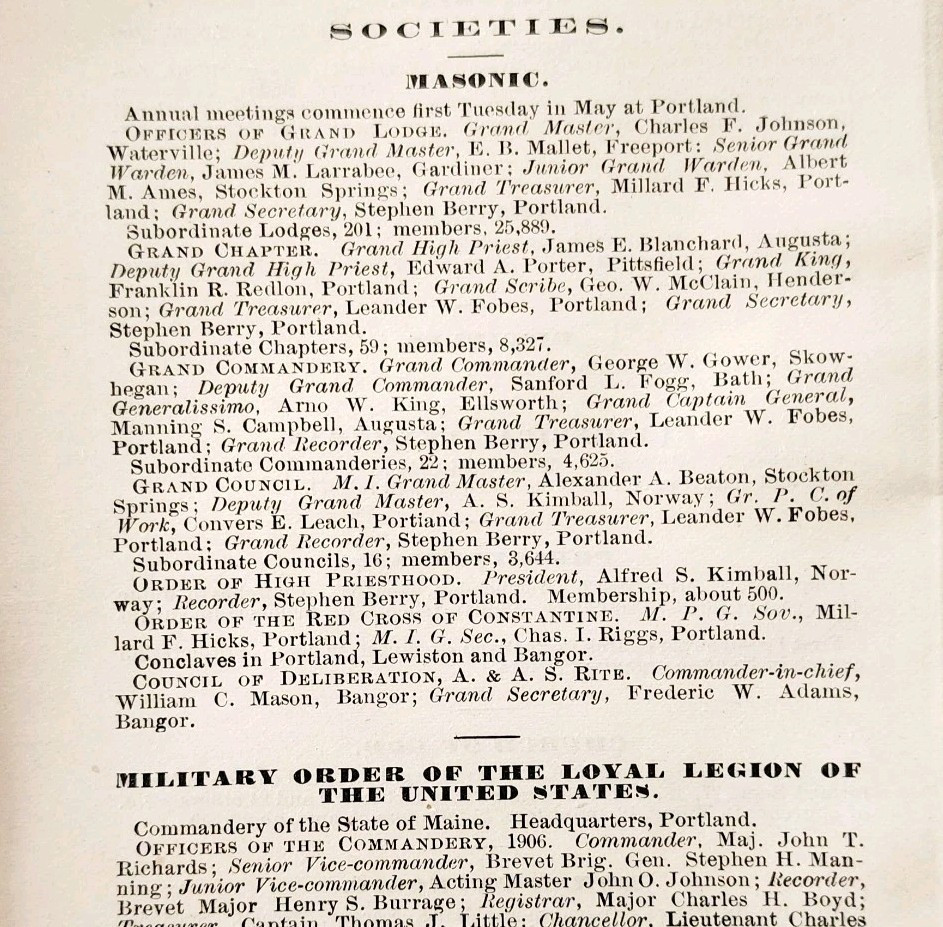 SOCIETIES.
MASONIC.
Annual meetings commence first Tuesday in May at Portland.
OFFICERS OF GRAND LODGE. Grand Master, Charles F. Johnson,
Waterville; Deputy Grand Master, E. B. Mallet, Freeport: Senior Grand
Warden, James M. Larrabee, Gardiner; Junior Grand Warden, Albert
M. Ames, Stockton Springs; Grand Treasurer, Millard F. Hicks, Port-
land; Grand Secretary, Stephen Berry, Portland.
Subordinate Lodges, 201; members, 25,889.
GRAND CHAPTER. Grand High Priest, James E. Blanchard, Augusta;
Deputy Grand High Priest, Edward A. Porter, Pittsfield; Grand King,
Franklin R. Redlon, Portland; Grand Scribe, Geo. W. McClain, Hender-
son; Grand Treasurer, Leander W. Fobes, Portland; Grand Secretary,
Stephen Berry, Portland.
Subordinate Chapters, 59; members, 8,327.
GRAND COMMANDERY. Grand Commander, George W. Gower, Skow-
hegan; Deputy Grand Commander, Sanford L. Fogg, Bath; Grand
Generalissimo, Arno W. King, Ellsworth; Grand Captain General,
Manning S. Campbell, Augusta; Grand Treasurer, Leander W. Fobes,
Portland; Grand Recorder, Stephen Berry, Portland.
Subordinate Commanderies, 22; members, 4,625.
GRAND COUNCIL. M. I. Grand Master, Alexander A. Beaton, Stockton
Springs; Deputy Grand Master, A. S. Kimball, Norway; Gr. P. C. of
Work, Convers E. Leach, Portland; Grand Treasurer, Leander W. Fobes,
Portland; Grand Recorder, Stephen Berry, Portland.
Subordinate Councils, 16; members, 3,644.
ORDER OF HIGH PRIESTHOOD. President, Alfred S. Kimball, Nor-
way; Recorder, Stephen Berry, Portland. Membership, about 500.
ORDER OF THE RED CROSS OF CONSTANTINE. M. P. G. Sov., Mil-
lard F. Hicks, Portland; M. I. G. Sec., Chas. I. Riggs, Portland.
Conclaves in Portland, Lewiston and Bangor.
COUNCIL OF DELIBERATION, A. & A. S. RITE. Commander-in-chief,
William C. Mason, Bangor; Grand Secretary, Frederic W. Adams,
Bangor.
MILITARY ORDER OF THE LOYAL LEGION OF
THE UNITED STATES.
Commandery of the State of Maine. Headquarters, Portland.
OFFICERS OF THE COMMANDERY, 1906. Commander, Maj. John T.
Richards; Senior Vice-commander, Brevet Brig. Gen. Stephen H. Man-
ning; Junior Vice-commander, Acting Master John O. Johnson; Recorder,
Brevet Major Henry S. Burrage; Registrar, Major Charles H. Boyd;
Treasurer, Captain Thomas J. Little; Chancellor, Lieutenant Charles